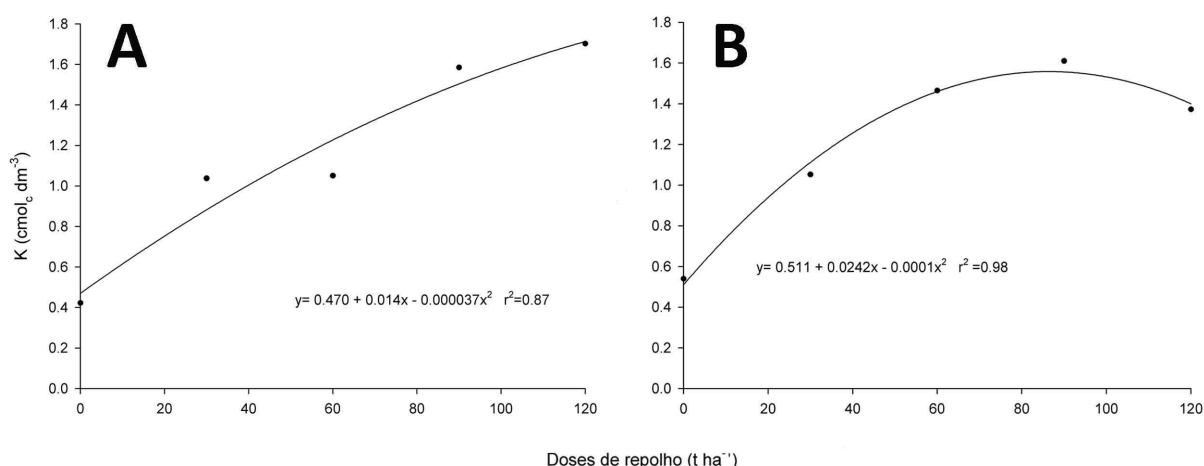 A
1.8
1.6
1.4
1.2
1.0
0.8
0.6
0.4
0.2
0.0
K (cmol_c dm^-3)
y= 0.470 + 0.014x - 0.000037x² r²=0.87
0 20 40 60 80 100 120
B
1.8
1.6
1.4
1.2
1.0
0.8
0.6
0.4
0.2
0.0
y= 0.511 + 0.0242x - 0.0001x² r² =0.98
0 20 40 60 80 100 120
Doses de repolho (t ha⁻')